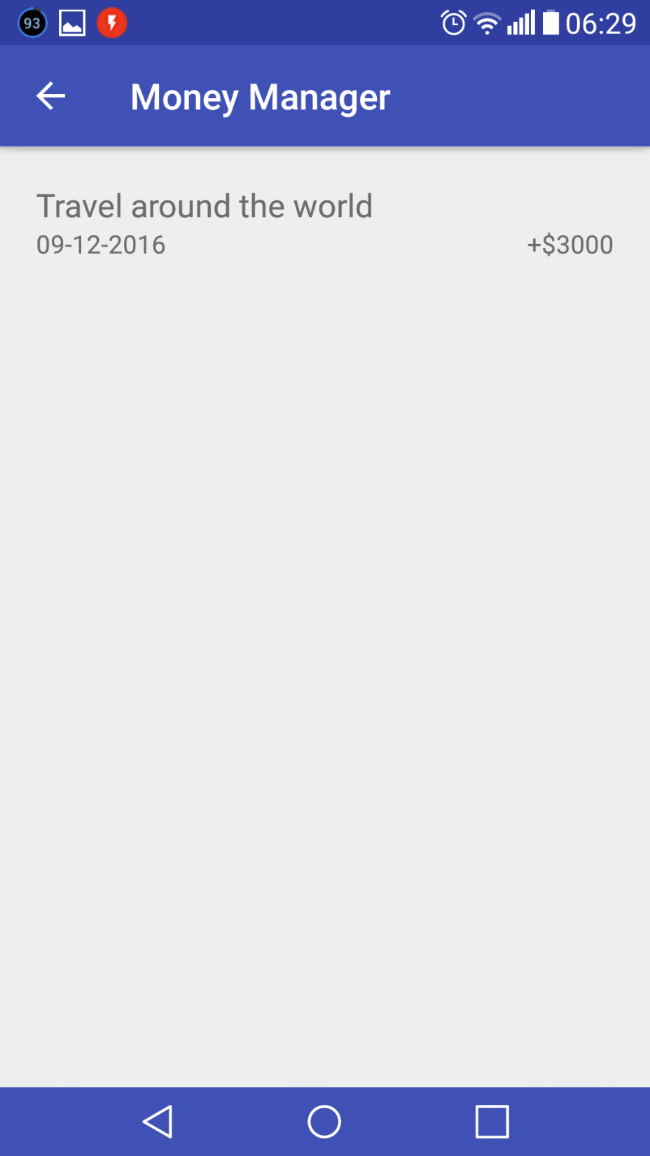 93
06:29
Money Manager
Travel around the world
09-12-2016
+$3000